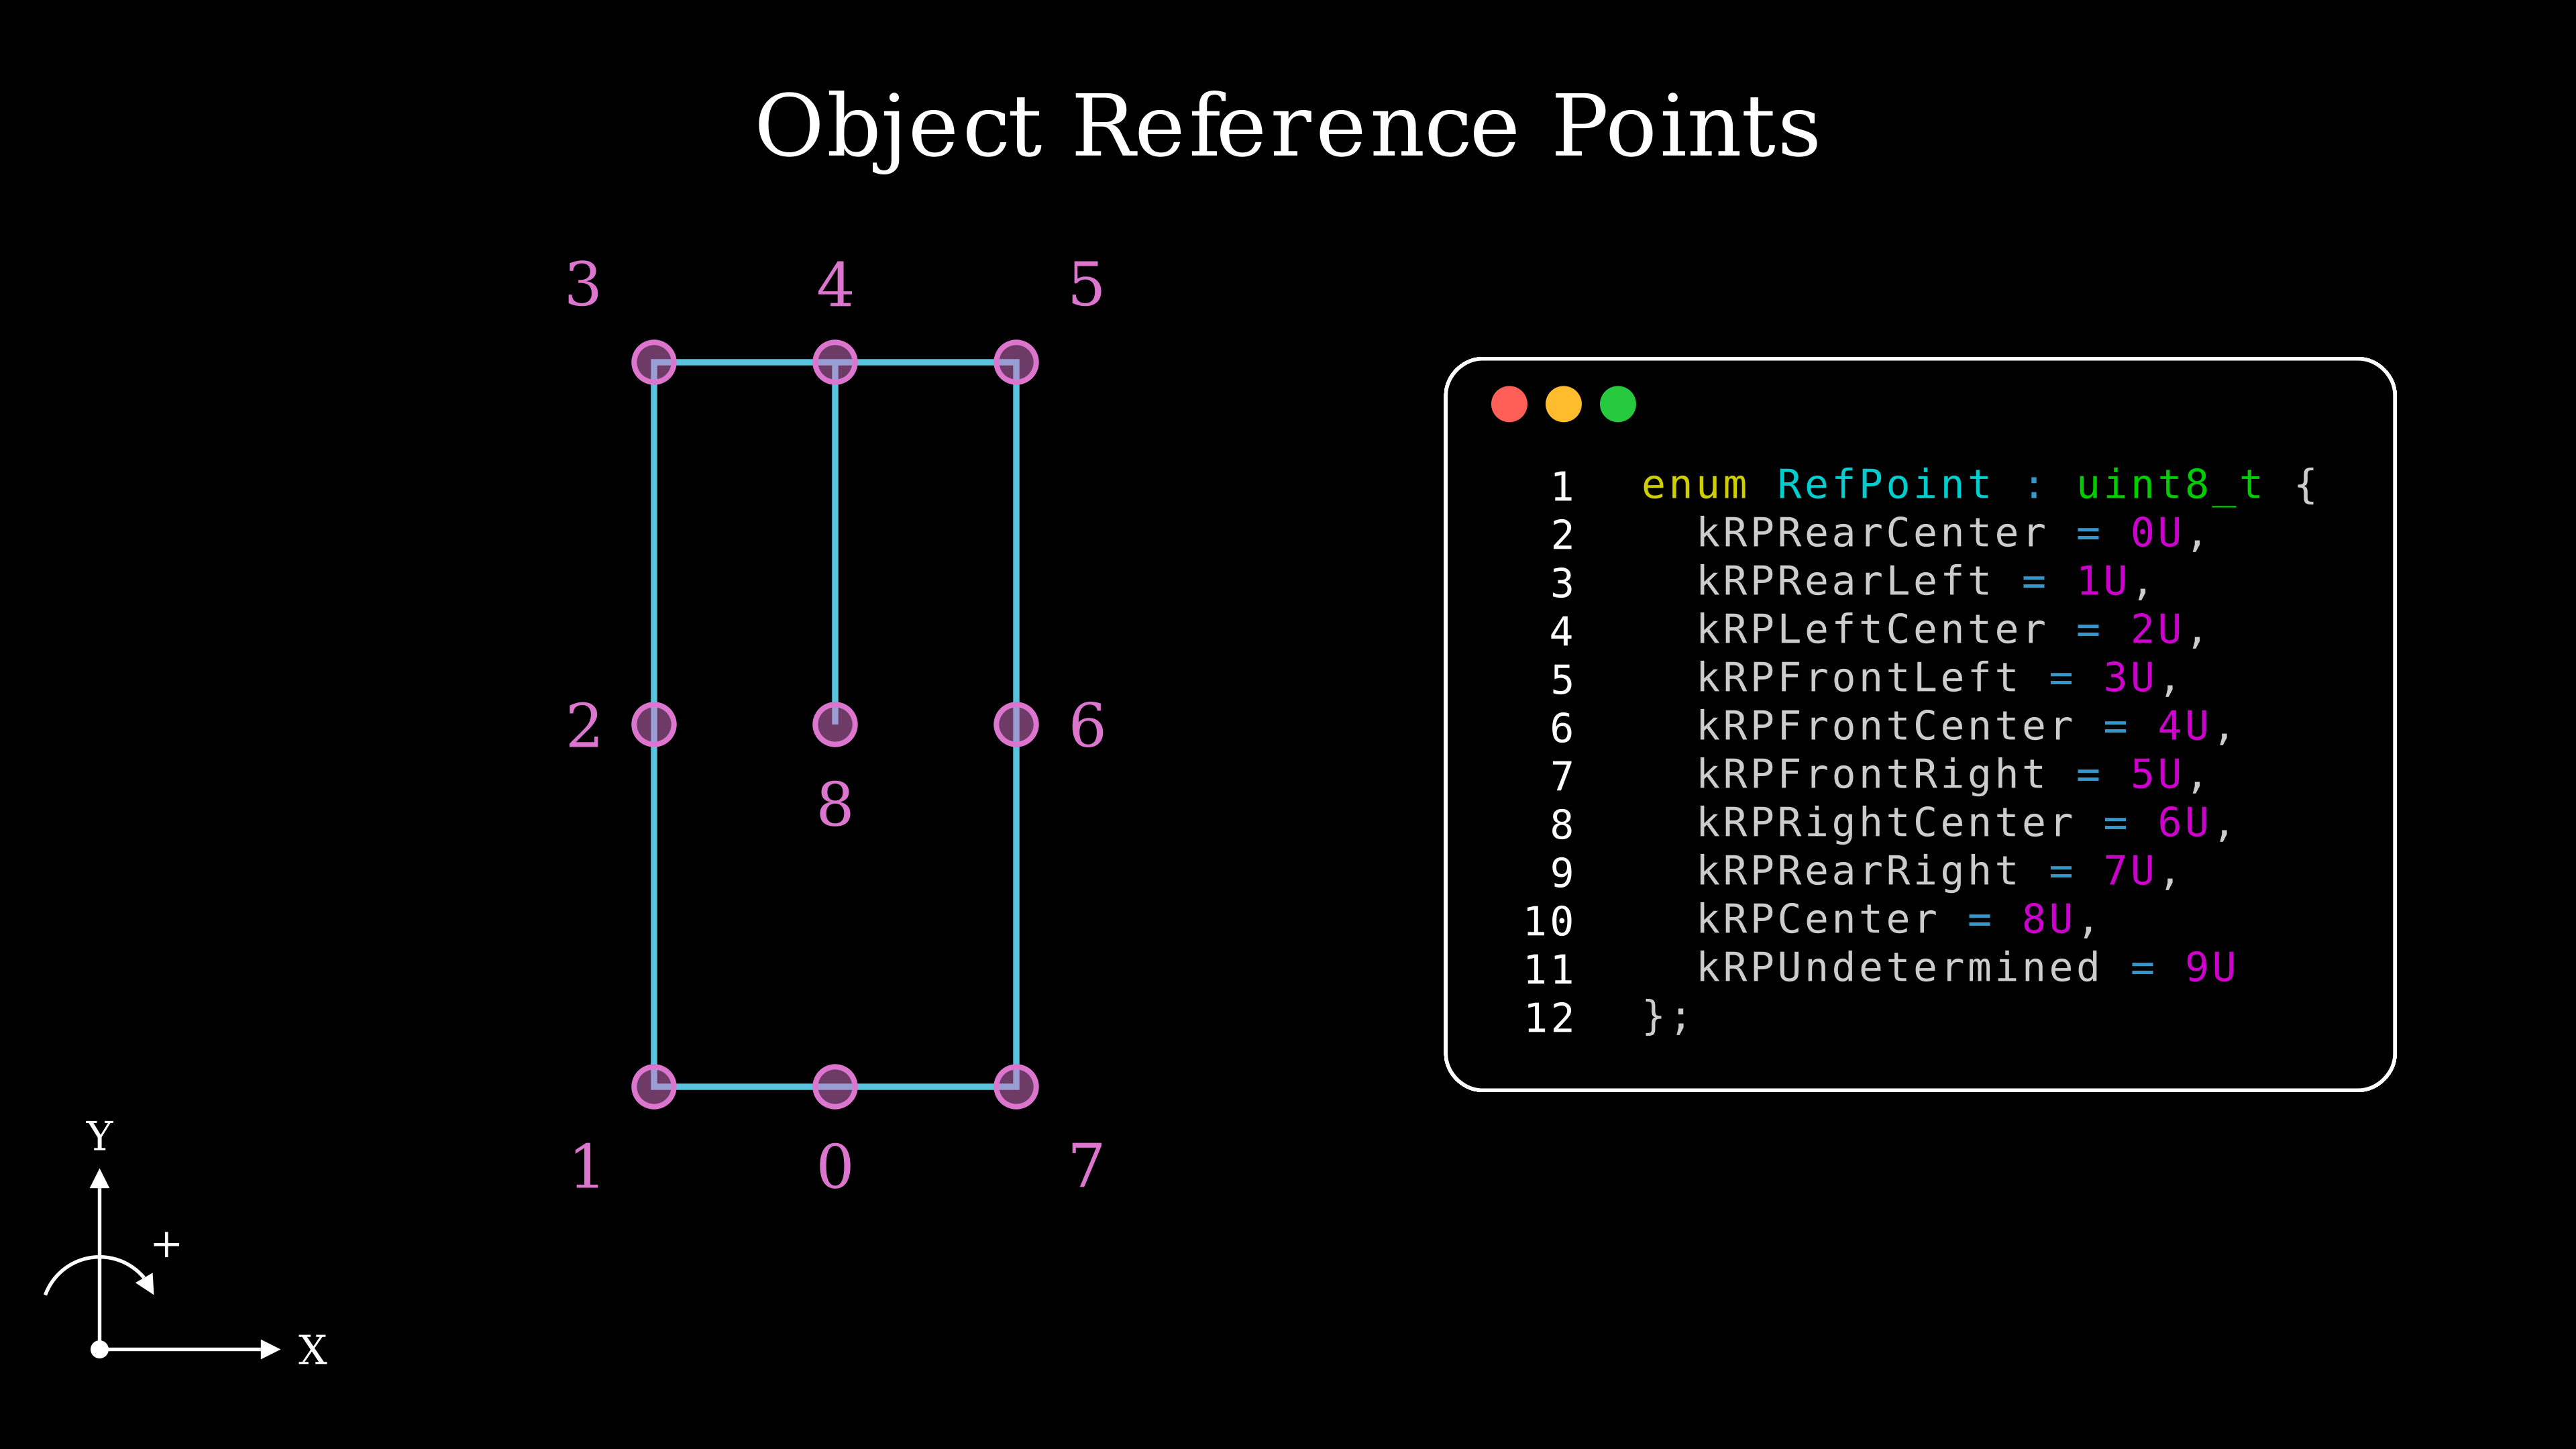 Object Reference Points
3 4 5
2 6
8
1 0 7
Y
+
X
1 enum RefPoint : uint8_t {
2 kRPRearCenter = 0U,
3 kRPRearLeft = 1U,
4 kRPLeftCenter = 2U,
5 kRPFrontLeft = 3U,
6 kRPFrontCenter = 4U,
7 kRPFrontRight = 5U,
8 kRPRightCenter = 6U,
9 kRPRearRight = 7U,
10 kRPCenter = 8U,
11 kRPUndetermined = 9U
12 };